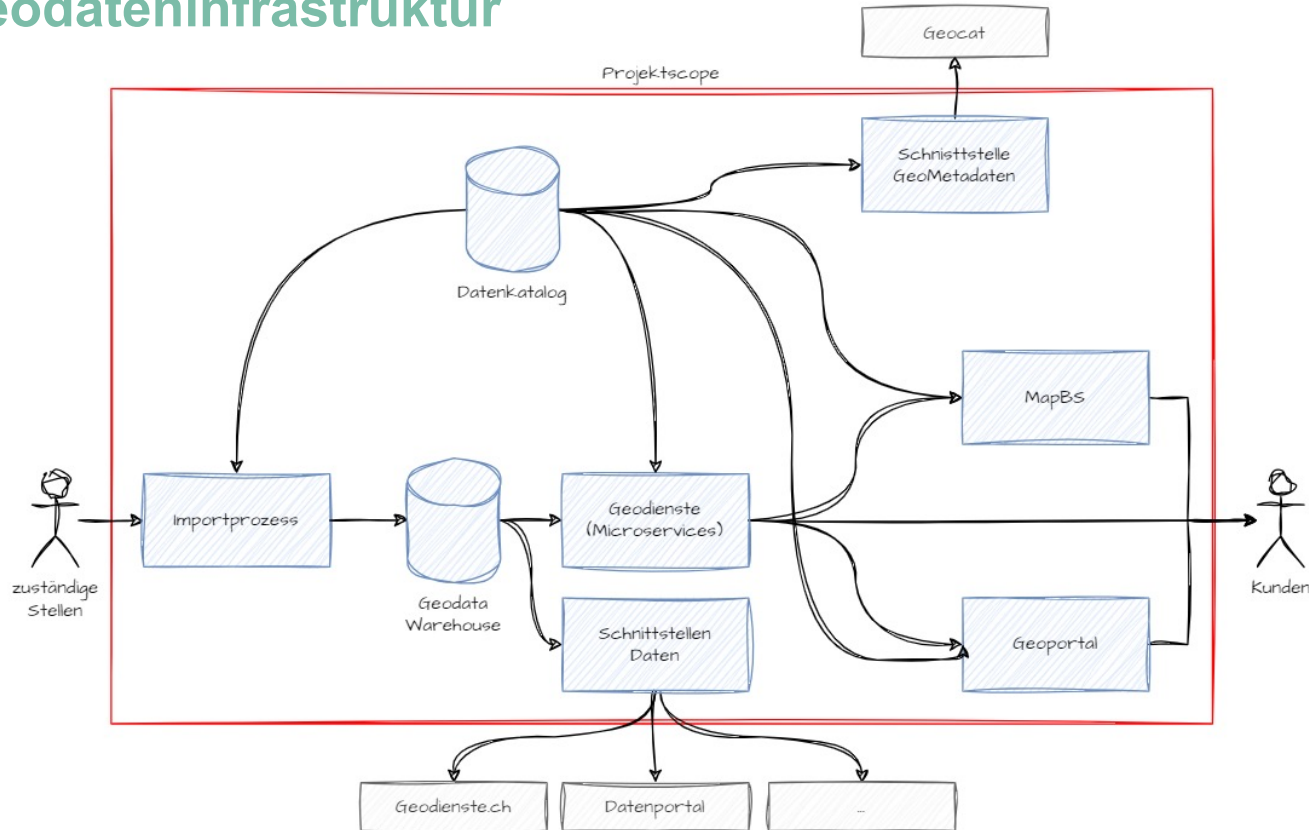 eodateninfrastruktur
Geocat
Projektscope
Schnisttstelle
GeoMetadaten
Datenkatalog
MapBS
Importprozess
Geodienste
(Microservices)
zuständige
Stellen
Kunden
Geodata
Warehouse
Schnittstellen
Daten
Geoportal
Geodienste.ch
Datenportal
...